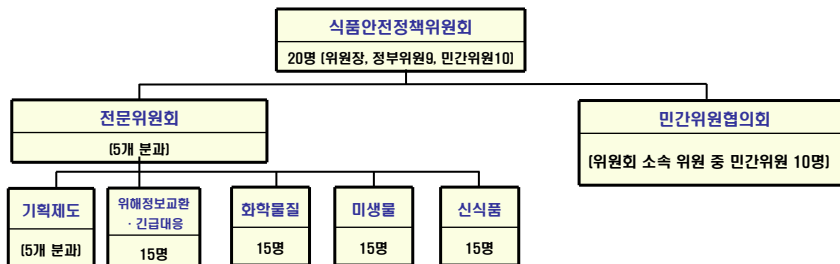 식품안전정책위원회
20명 (위원장, 정부위원9, 민간위원10)
전문위원회
(5개 분과)
민간위원협의회
(위원회 소속 위원 중 민간위원 10명)
기획제도
(5개 분과)
위해정보교환
· 긴급대응
15명
화학물질
15명
미생물
15명
신식품
15명